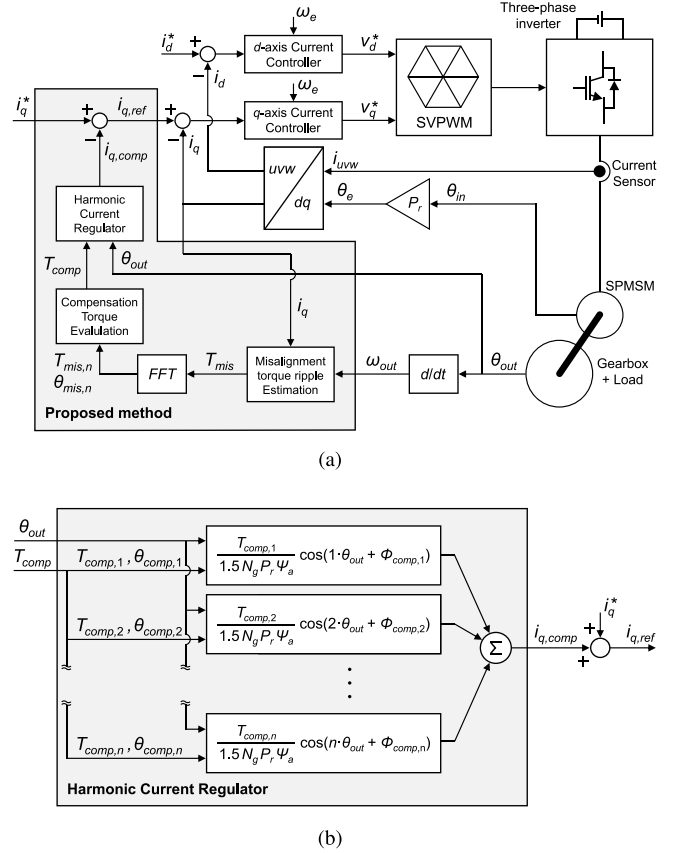 Three-phase
inverter
ω_e
i_d^*
+
−
i_d
d-axis Current
Controller
v_d^*
SVPWM
ω_e
i_q^*
+
−
i_q,ref
+
−
i_q
q-axis Current
Controller
v_q^*
i_q,comp
uvw
dq
i_uvw
Current
Sensor
θ_e
P_r
θ_in
Harmonic
Current
Regulator
T_comp
θ_out
SPMSM
Compensation
Torque
Evalulation
i_q
T_mis,n
θ_mis,n
FFT
T_mis
Misalignment
torque ripple
Estimation
ω_out
d/dt
θ_out
Gearbox
+ Load
Proposed method
(a)
θ_out
T_comp
T_comp,1 , θ_comp,1
T_comp,1 / 1.5 N_g P_r Ψ_a cos(1·θ_out + Φ_comp,1)
T_comp,2 , θ_comp,2
T_comp,2 / 1.5 N_g P_r Ψ_a cos(2·θ_out + Φ_comp,2)
Σ
i_q,comp
+
+
i_q^*
i_q,ref
T_comp,n , θ_comp,n
T_comp,n / 1.5 N_g P_r Ψ_a cos(n·θ_out + Φ_comp,n)
Harmonic Current Regulator
(b)